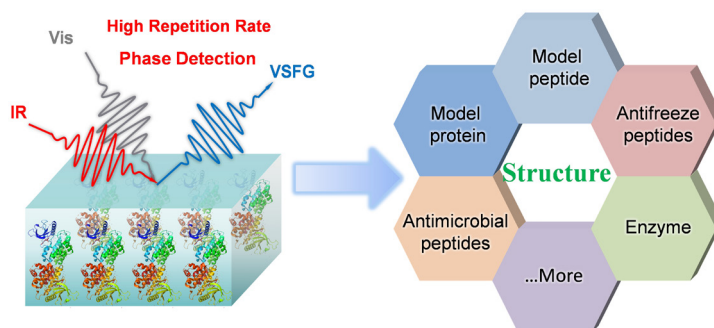 High Repetition Rate
Phase Detection
Vis
VSFG
IR
Model
peptide
Model
protein
Antifreeze
peptides
Structure
Antimicrobial
peptides
Enzyme
...More